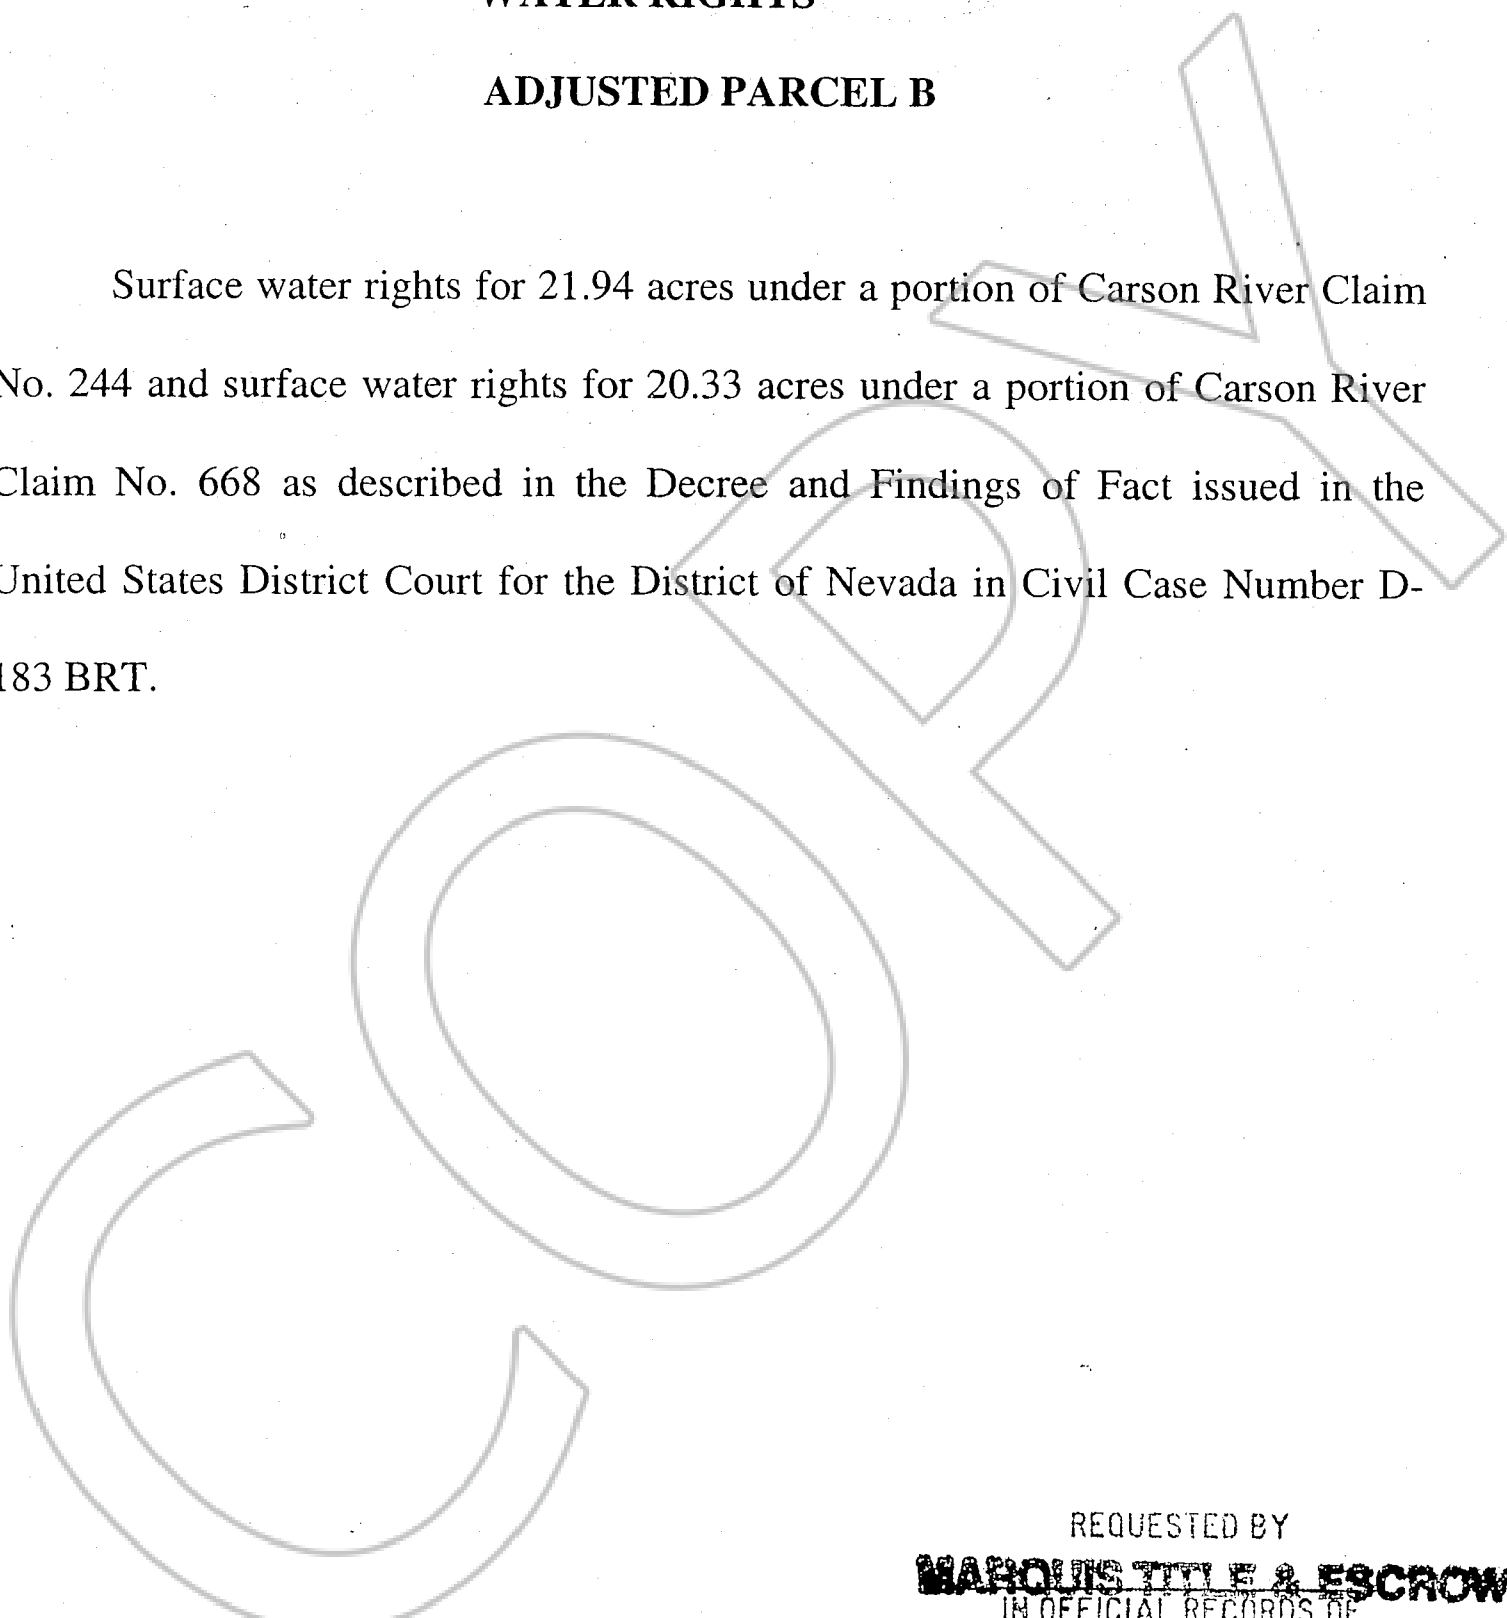 WATER RIGHTS
ADJUSTED PARCEL B
Surface water rights for 21.94 acres under a portion of Carson River Claim
No. 244 and surface water rights for 20.33 acres under a portion of Carson River
Claim No. 668 as described in the Decree and Findings of Fact issued in the
United States District Court for the District of Nevada in Civil Case Number D-
183 BRT.
COPY
REQUESTED BY
MARQUIS TITLE & ESCROW
IN OFFICIAL RECORDS OF